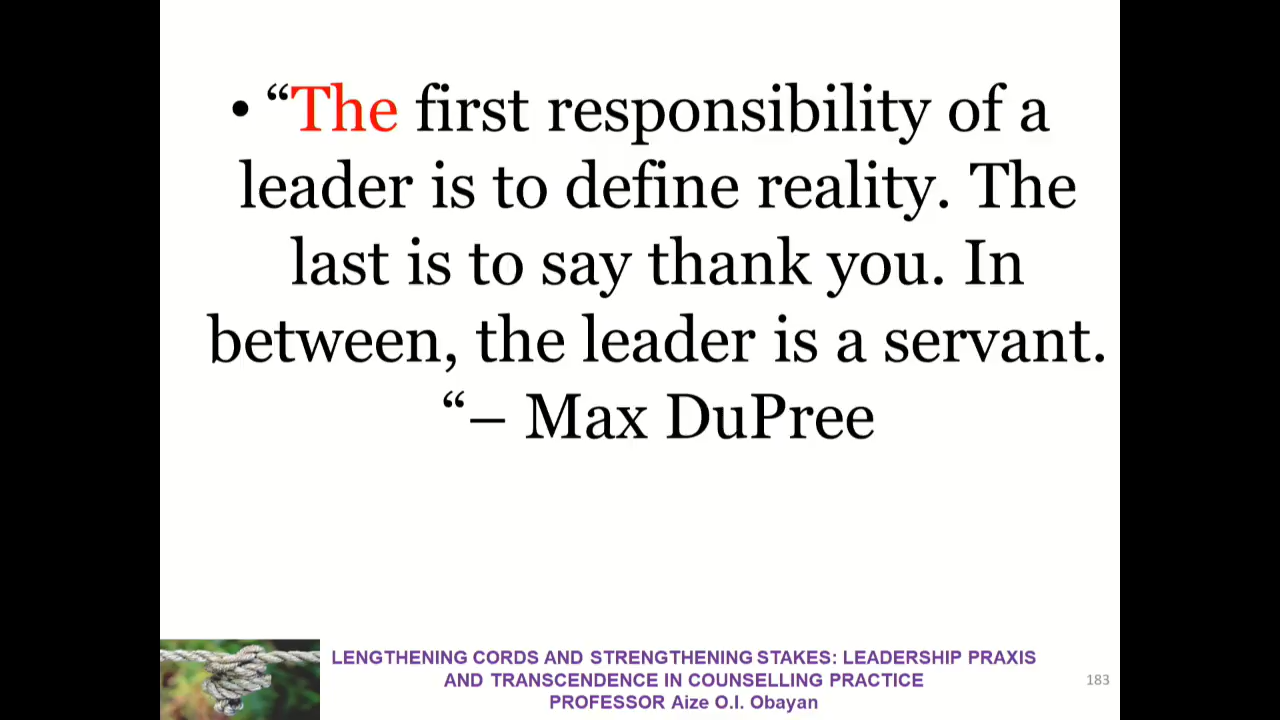 • “The first responsibility of a
leader is to define reality. The
last is to say thank you. In
between, the leader is a servant.
“– Max DuPree
LENGTHENING CORDS AND STRENGTHENING STAKES: LEADERSHIP PRAXIS
AND TRANSCENDENCE IN COUNSELLING PRACTICE
PROFESSOR Aize O.I. Obayan
183